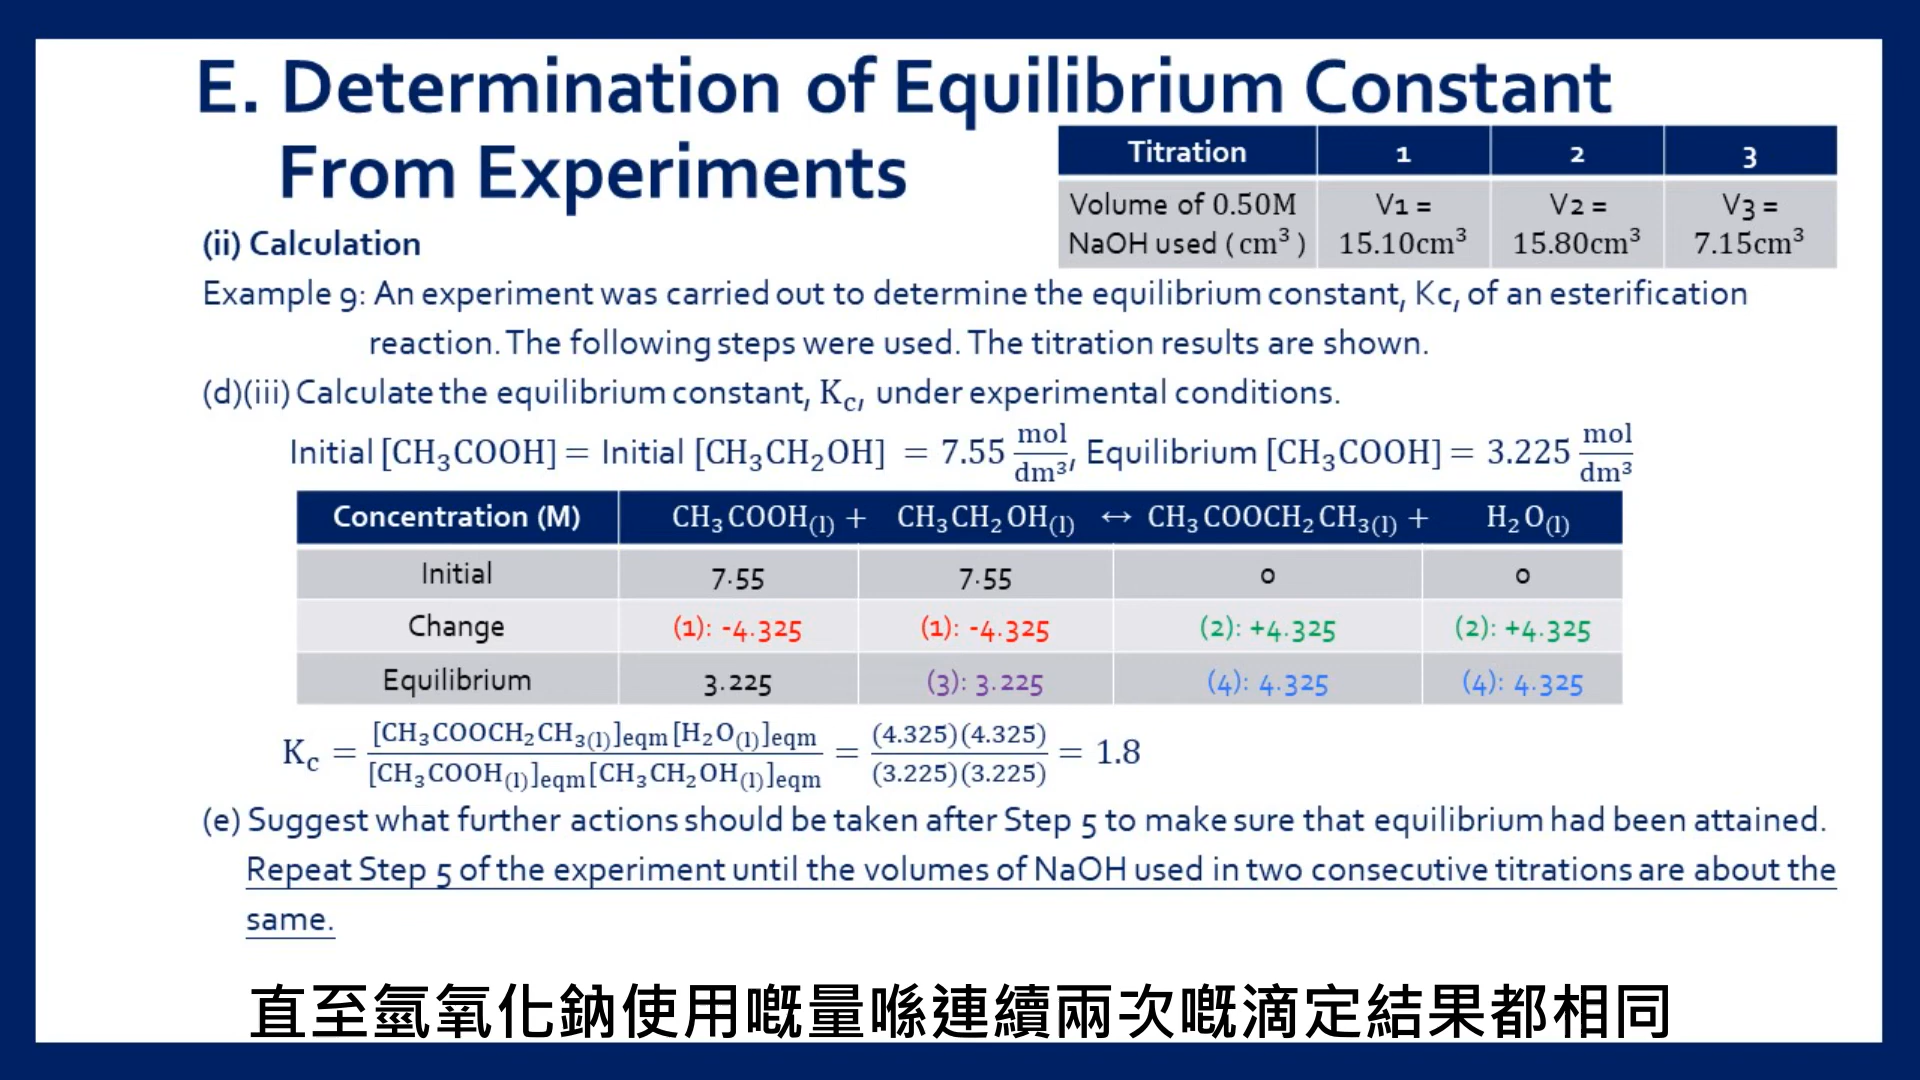 E. Determination of Equilibrium Constant
From Experiments
Titration 1 2 3
Volume of 0.50M NaOH used (cm³) V1 = 15.10cm³ V2 = 15.80cm³ V3 = 7.15cm³
(ii) Calculation
Example 9: An experiment was carried out to determine the equilibrium constant, Kc, of an esterification
reaction. The following steps were used. The titration results are shown.
(d)(iii) Calculate the equilibrium constant, K_c, under experimental conditions.
Initial [CH₃COOH] = Initial [CH₃CH₂OH] = 7.55 mol/dm³, Equilibrium [CH₃COOH] = 3.225 mol/dm³
Concentration (M) CH₃COOH(l) + CH₃CH₂OH(l) ↔ CH₃COOCH₂CH₃(l) + H₂O(l)
Initial 7.55 7.55 0 0
Change (1): -4.325 (1): -4.325 (2): +4.325 (2): +4.325
Equilibrium 3.225 (3): 3.225 (4): 4.325 (4): 4.325
K_c = [CH₃COOCH₂CH₃(l)]eqm[H₂O(l)]eqm / [CH₃COOH(l)]eqm[CH₃CH₂OH(l)]eqm = (4.325)(4.325) / (3.225)(3.225) = 1.8
(e) Suggest what further actions should be taken after Step 5 to make sure that equilibrium had been attained.
Repeat Step 5 of the experiment until the volumes of NaOH used in two consecutive titrations are about the
same.
直至氫氧化鈉使用嘅量喺連續兩次嘅滴定結果都相同